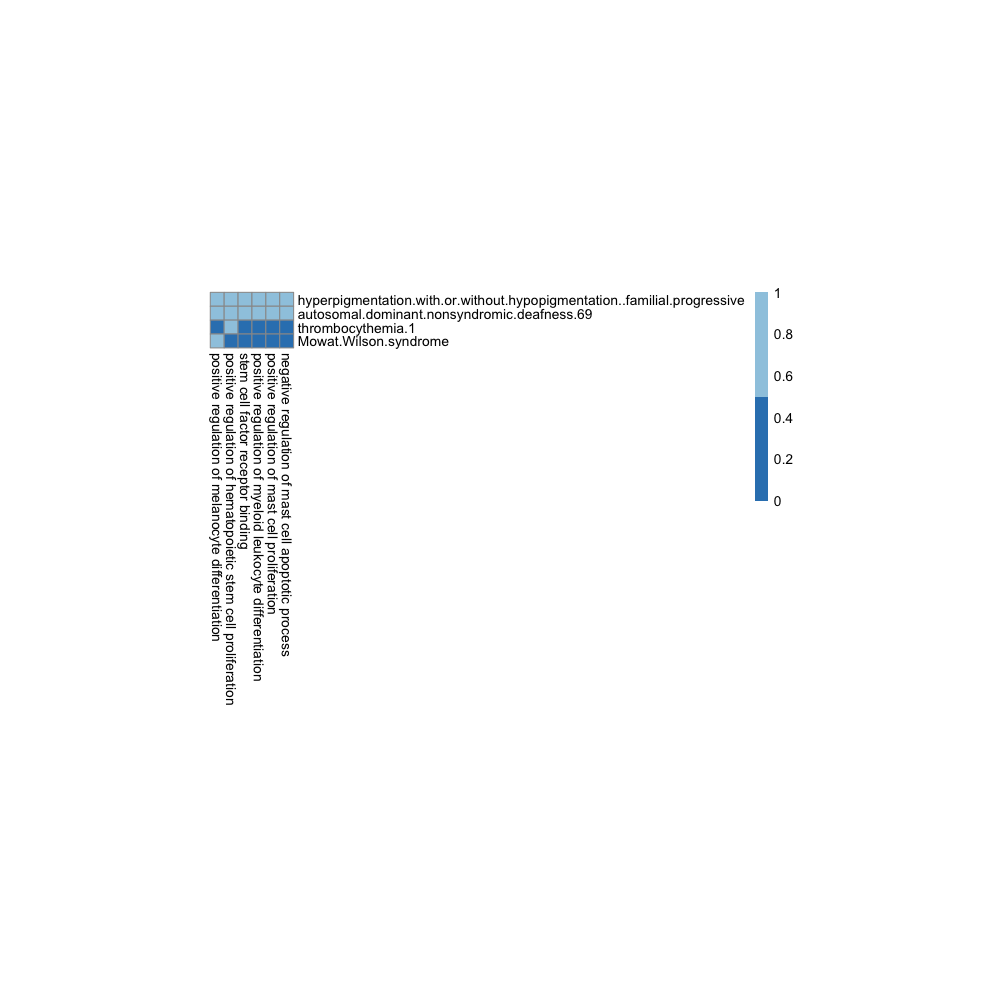 hyperpigmentation.with.or.without.hypopigmentation..familial.progressive
autosomal.dominant.nonsyndromic.deafness.69
thrombocythemia.1
Mowat.Wilson.syndrome
positive regulation of melanocyte differentiation
positive regulation of hematopoietic stem cell proliferation
stem cell factor receptor binding
positive regulation of myeloid leukocyte differentiation
positive regulation of mast cell proliferation
negative regulation of mast cell apoptotic process
1
0.8
0.6
0.4
0.2
0